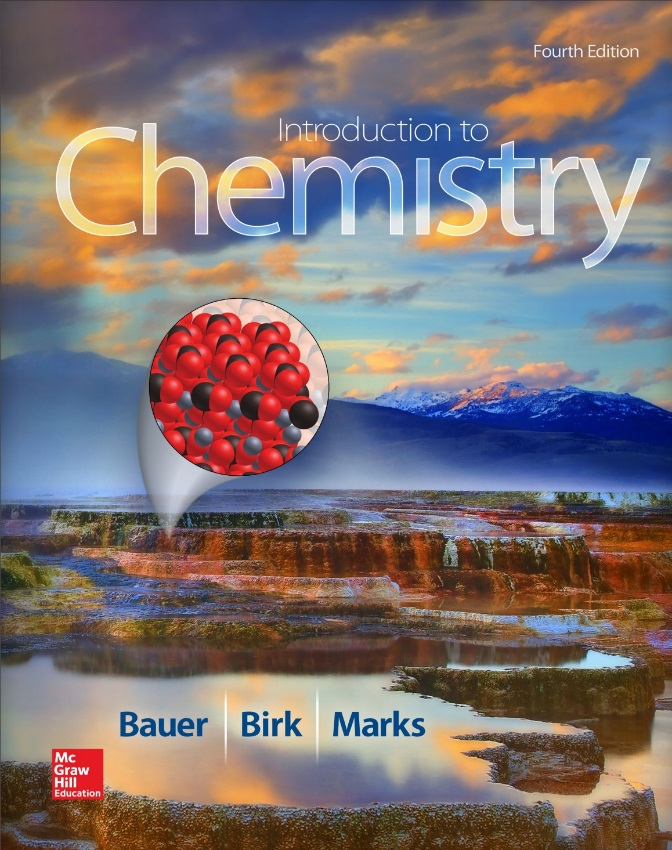 Fourth Edition
Introduction to
Chemistry
Bauer | Birk | Marks
Mc
Graw
Hill
Education